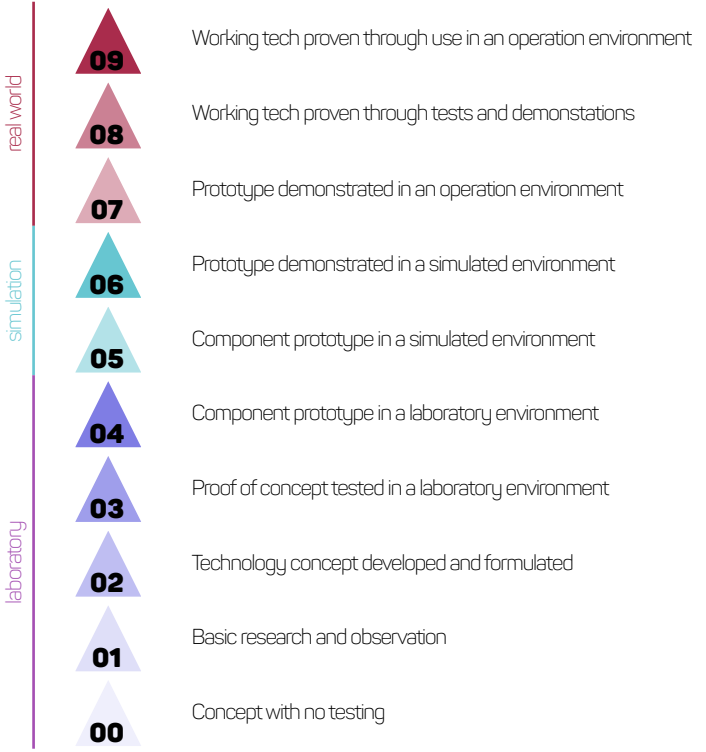 real world
09 Working tech proven through use in an operation environment
08 Working tech proven through tests and demonstations
07 Prototype demonstrated in an operation environment
simulation
06 Prototype demonstrated in a simulated environment
05 Component prototype in a simulated environment
laboratory
04 Component prototype in a laboratory environment
03 Proof of concept tested in a laboratory environment
02 Technology concept developed and formulated
01 Basic research and observation
00 Concept with no testing